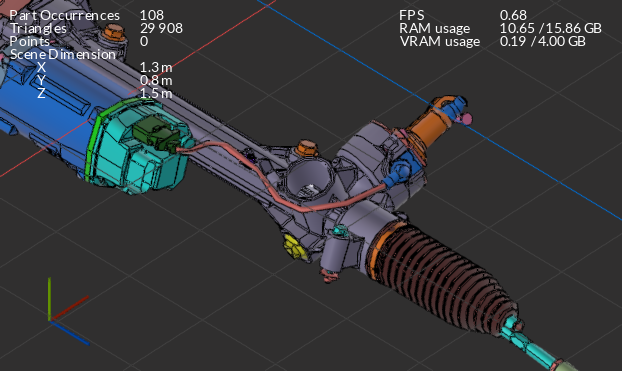 Part Occurrences 108
Triangles 29 908
Points 0
Scene Dimension
X 1.3 m
Y 0.8 m
Z 1.5 m
FPS 0.68
RAM usage 10.65 / 15.86 GB
VRAM usage 0.19 / 4.00 GB